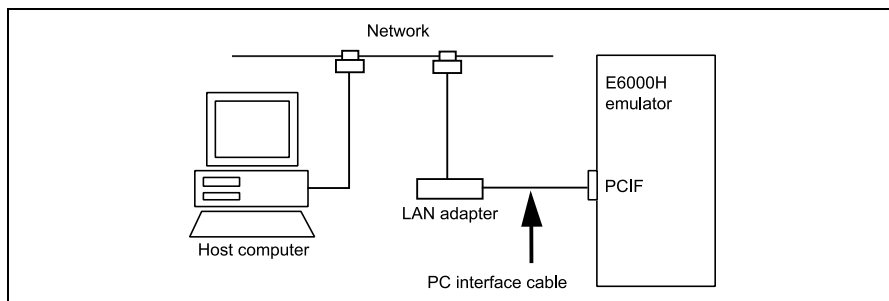 Network
E6000H
emulator
PCIF
LAN adapter
Host computer
PC interface cable